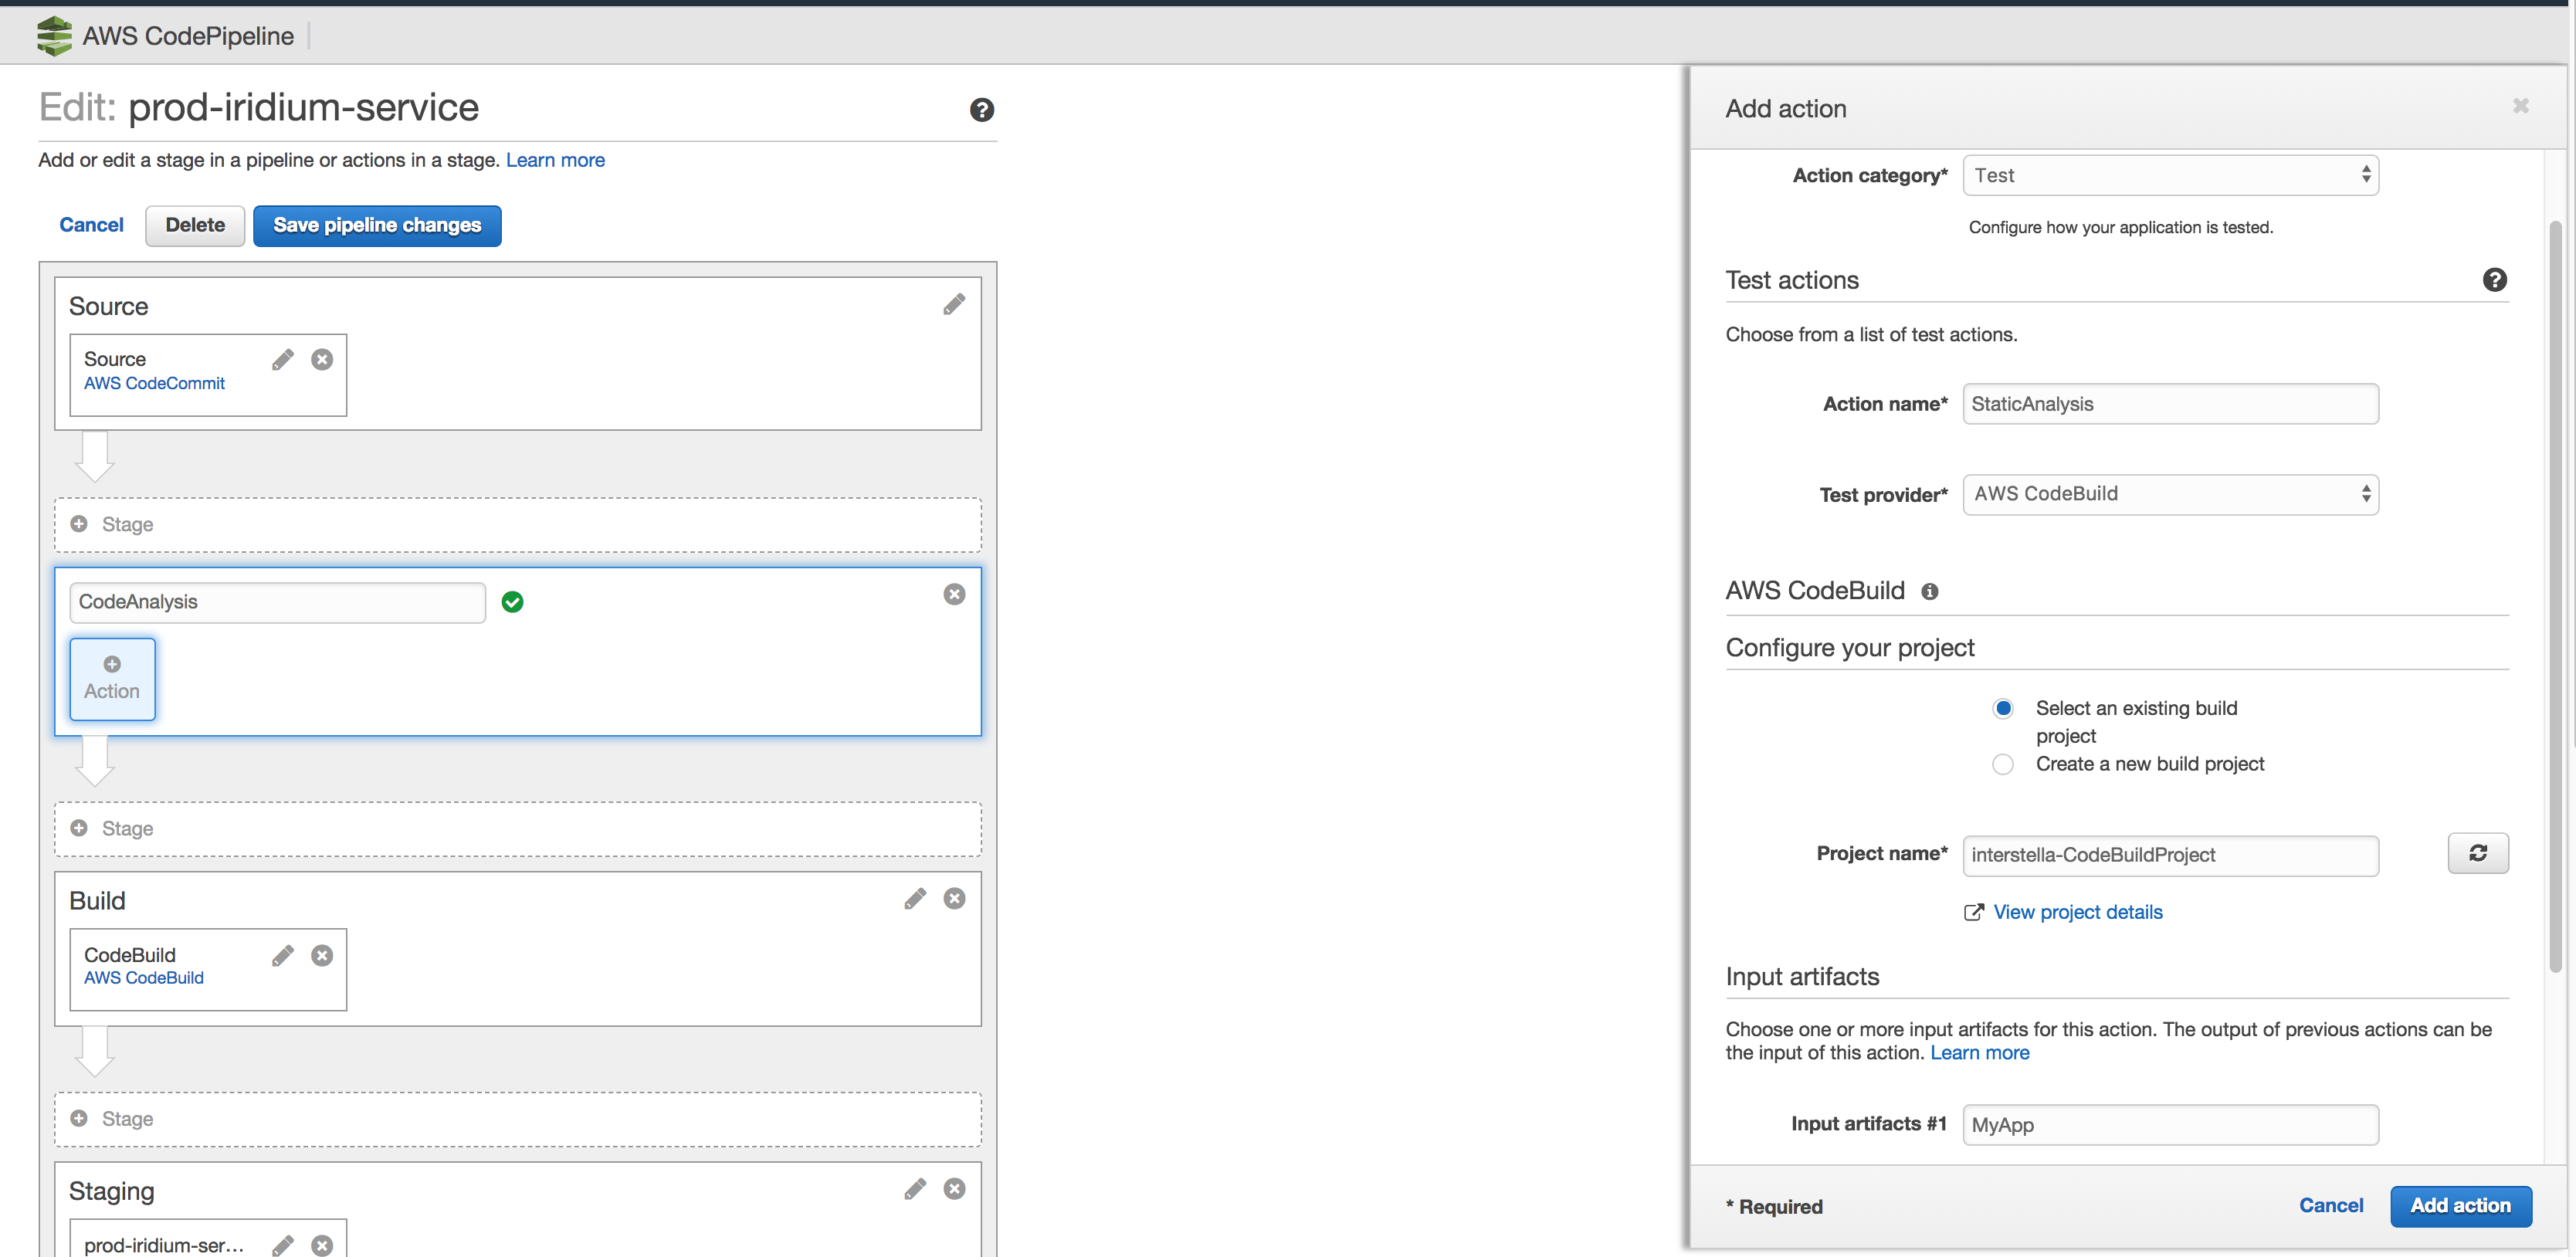 AWS CodePipeline
Edit: prod-iridium-service
Add or edit a stage in a pipeline or actions in a stage. Learn more
Cancel Delete Save pipeline changes
Source
Source
AWS CodeCommit
Stage
CodeAnalysis
Action
Stage
Build
CodeBuild
AWS CodeBuild
Stage
Staging
prod-iridium-ser...
Add action
Action category* Test
Configure how your application is tested.
Test actions
Choose from a list of test actions.
Action name* StaticAnalysis
Test provider* AWS CodeBuild
AWS CodeBuild
Configure your project
Select an existing build
project
Create a new build project
Project name* interstella-CodeBuildProject
View project details
Input artifacts
Choose one or more input artifacts for this action. The output of previous actions can be
the input of this action. Learn more
Input artifacts #1 MyApp
* Required Cancel Add action